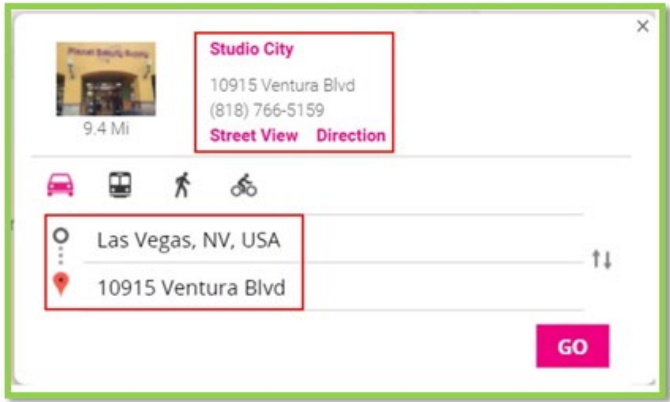 Studio City
10915 Ventura Blvd
(818) 766-5159
9.4 Mi
Street View Direction
Las Vegas, NV, USA
10915 Ventura Blvd
GO